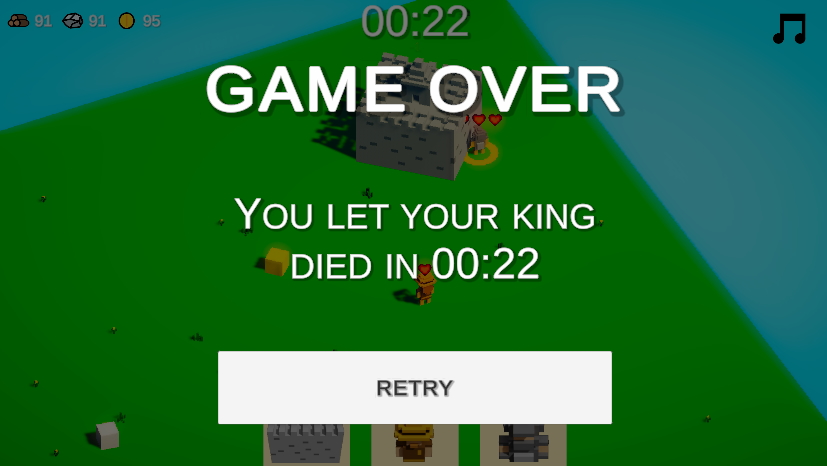 91 91 95
00:22
GAME OVER
YOU LET YOUR KING
DIED IN 00:22
RETRY